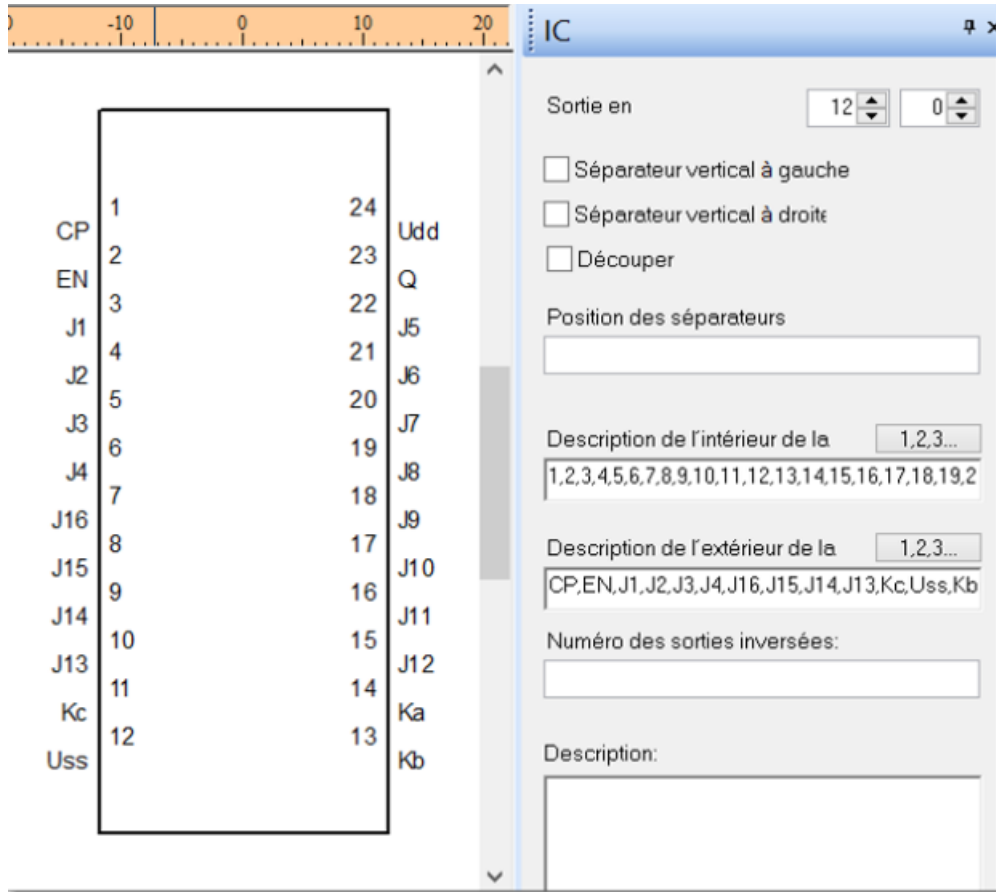 -10 0 10 20
1 24
CP Udd
2 23
EN Q
3 22
J1 J5
4 21
J2 J6
5 20
J3 J7
6 19
J4 J8
7 18
J16 J9
8 17
J15 J10
9 16
J14 J11
10 15
J13 J12
11 14
Kc Ka
12 13
Uss Kb
IC
Sortie en 12 0
Séparateur vertical à gauche
Séparateur vertical à droite
Découper
Position des séparateurs
Description de l'intérieur de la 1,2,3...
1,2,3,4,5,6,7,8,9,10,11,12,13,14,15,16,17,18,19,2
Description de l'extérieur de la 1,2,3...
CP,EN,J1,J2,J3,J4,J16,J15,J14,J13,Kc,Uss,Kb
Numéro des sorties inversées:
Description: